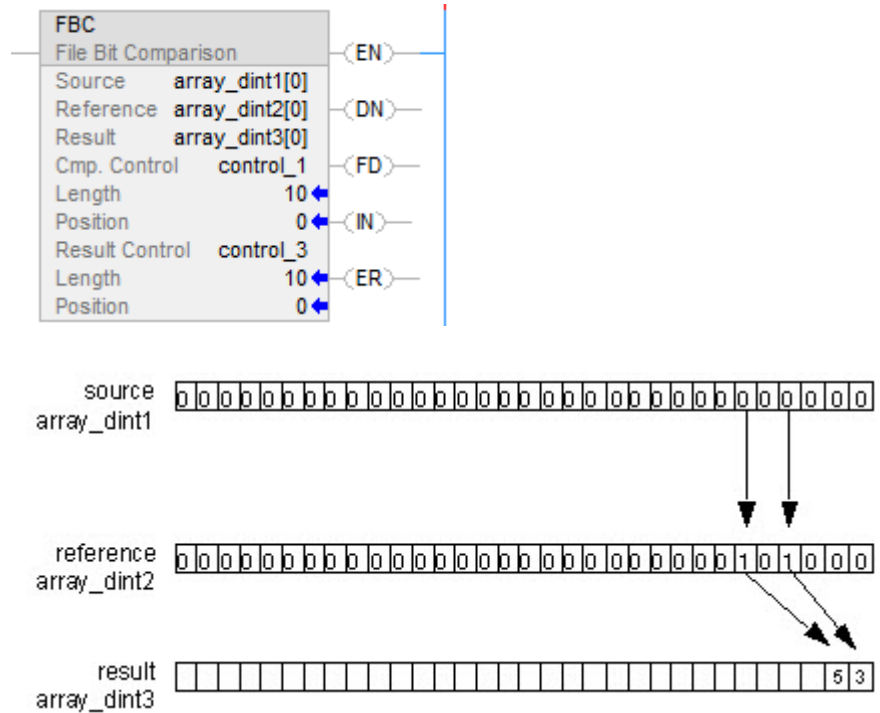 FBC
File Bit Comparison (EN)
Source array_dint1[0]
Reference array_dint2[0] (DN)
Result array_dint3[0]
Cmp. Control control_1 (FD)
Length 10
Position 0 (IN)
Result Control control_3
Length 10 (ER)
Position 0
source 0 0 0 0 0 0 0 0 0 0 0 0 0 0 0 0 0 0 0 0 0 0 0 0 0 0 0 0 0 0 0 0
array_dint1
reference 0 0 0 0 0 0 0 0 0 0 0 0 0 0 0 0 0 0 0 0 0 0 0 0 0 0 1 0 1 0 0 0
array_dint2
result 5 3
array_dint3